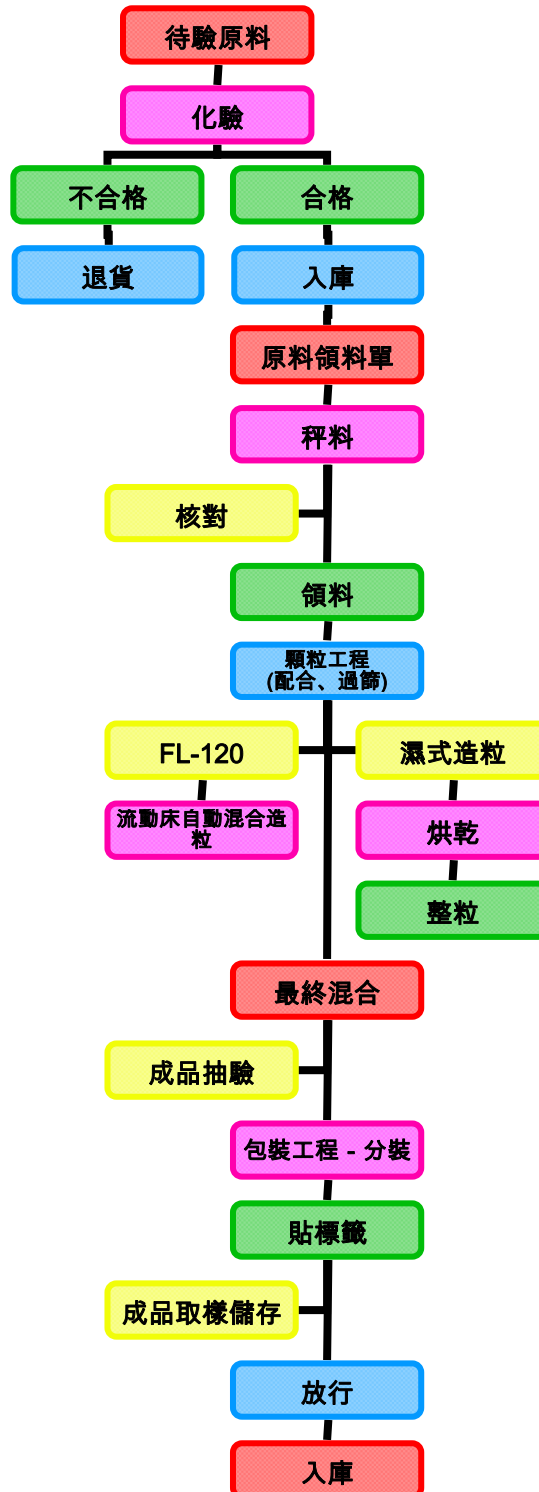 待驗原料
化驗
不合格
合格
退貨
入庫
原料領料單
秤料
核對
領料
顆粒工程
(配合、過篩)
FL-120
濕式造粒
流動床自動混合造
粒
烘乾
整粒
最終混合
成品抽驗
包裝工程 - 分裝
貼標籤
成品取樣儲存
放行
入庫